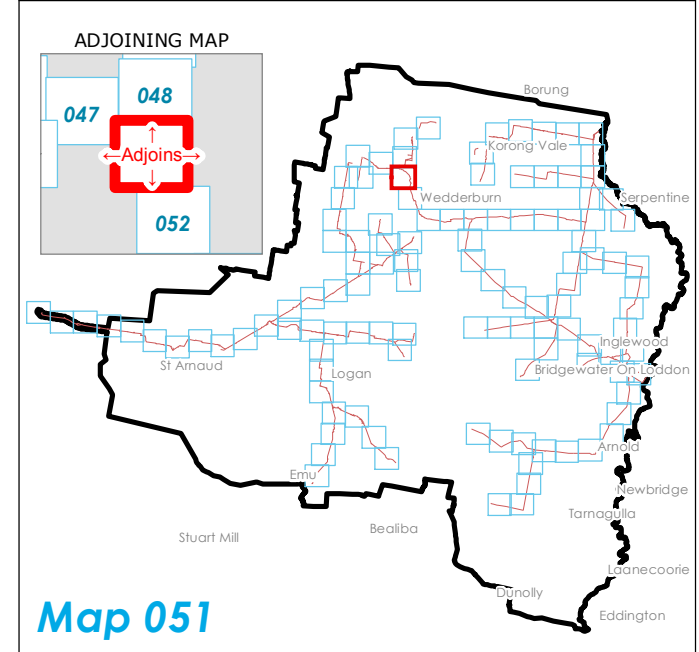 ADJOINING MAP
047
048
←Adjoins→
052
Borung
Korong Vale
Wedderburn
Serpentine
Inglewood
Bridgewater On Loddon
St Arnaud
Logan
Arnold
Emu
Newbridge
Tarnagulla
Bealiba
Stuart Mill
Laanecoorie
Dunolly
Eddington
Map 051